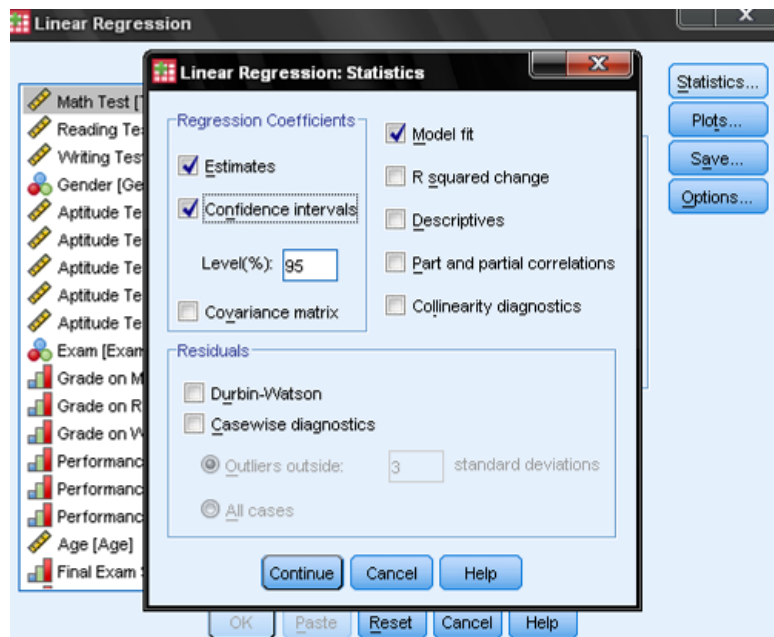 Linear Regression
Linear Regression: Statistics
Math Test [
Reading Te
Writing Tes
Gender [Ge
Aptitude Te
Aptitude Te
Aptitude Te
Aptitude Te
Aptitude Te
Exam [Exam
Grade on M
Grade on R
Grade on W
Performanc
Performanc
Performanc
Age [Age]
Final Exam
Regression Coefficients
Estimates
Confidence intervals
Level(%): 95
Covariance matrix
Model fit
R squared change
Descriptives
Part and partial correlations
Collinearity diagnostics
Residuals
Durbin-Watson
Casewise diagnostics
Outliers outside: 3 standard deviations
All cases
Continue Cancel Help
Statistics...
Plots...
Save...
Options...
OK Paste Reset Cancel Help